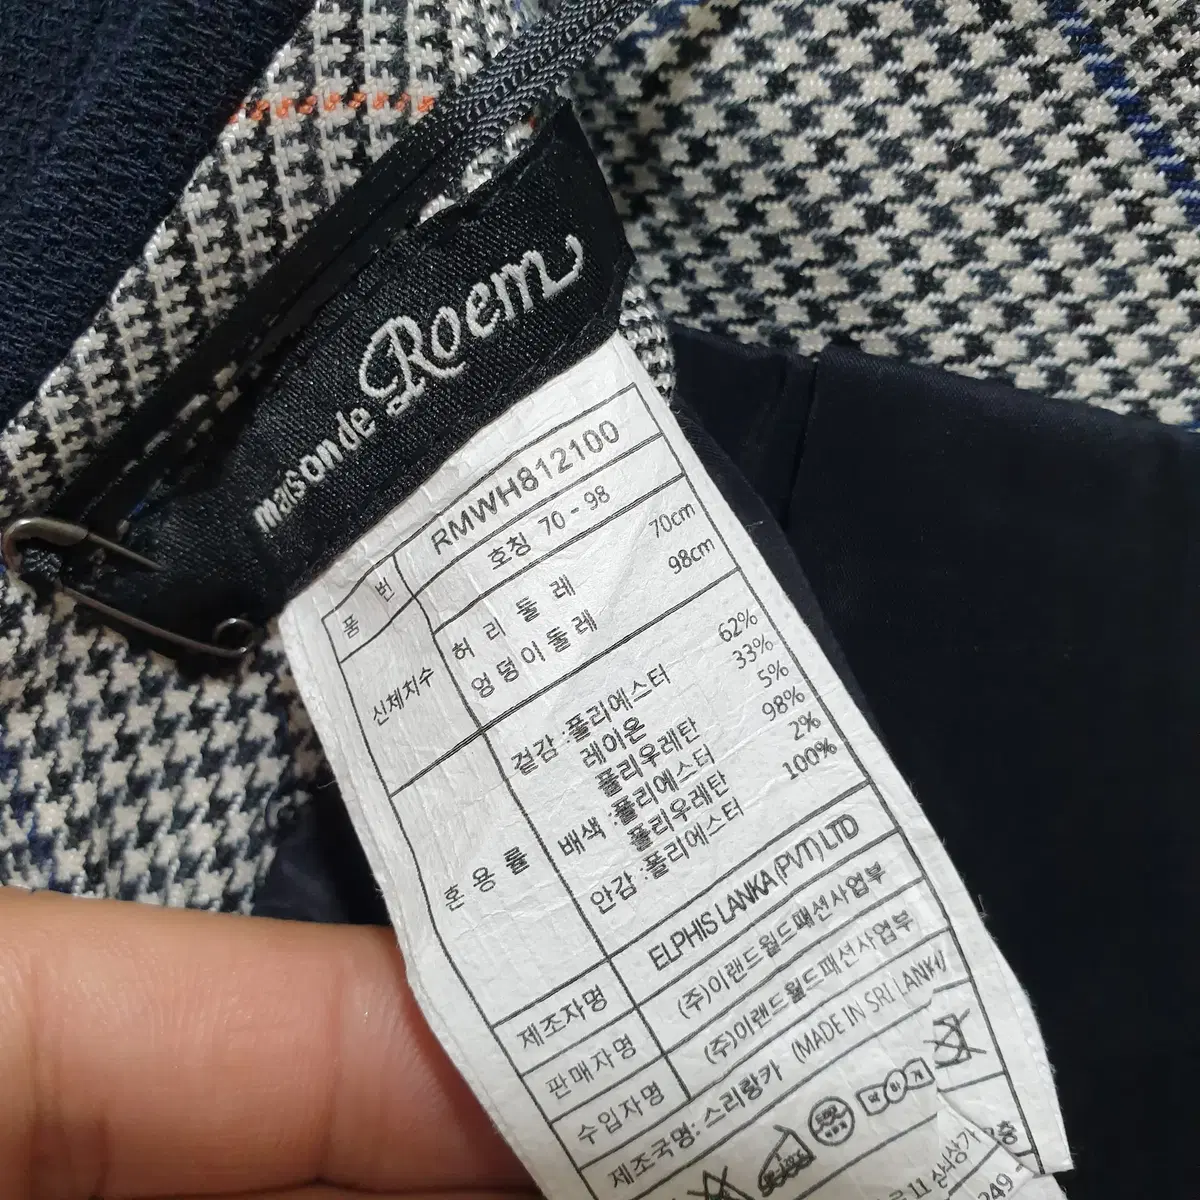 maison de Roem
품 번 RMWH812100
신체치수 호칭 70 - 98
허 리 둘 레 70cm
엉덩이둘레 98cm
혼 용 률 겉감 : 폴리에스터 62%
레이온 33%
폴리우레탄 5%
배색 : 폴리에스터 98%
폴리우레탄 2%
안감 : 폴리에스터 100%
제조자명 ELPHIS LANKA (PVT) LTD
판매자명 (주)이랜드월드패션사업부
수입자명 (주)이랜드월드패션사업부
제조국명: 스리랑카 (MADE IN SRI LANKA)
층
249 -